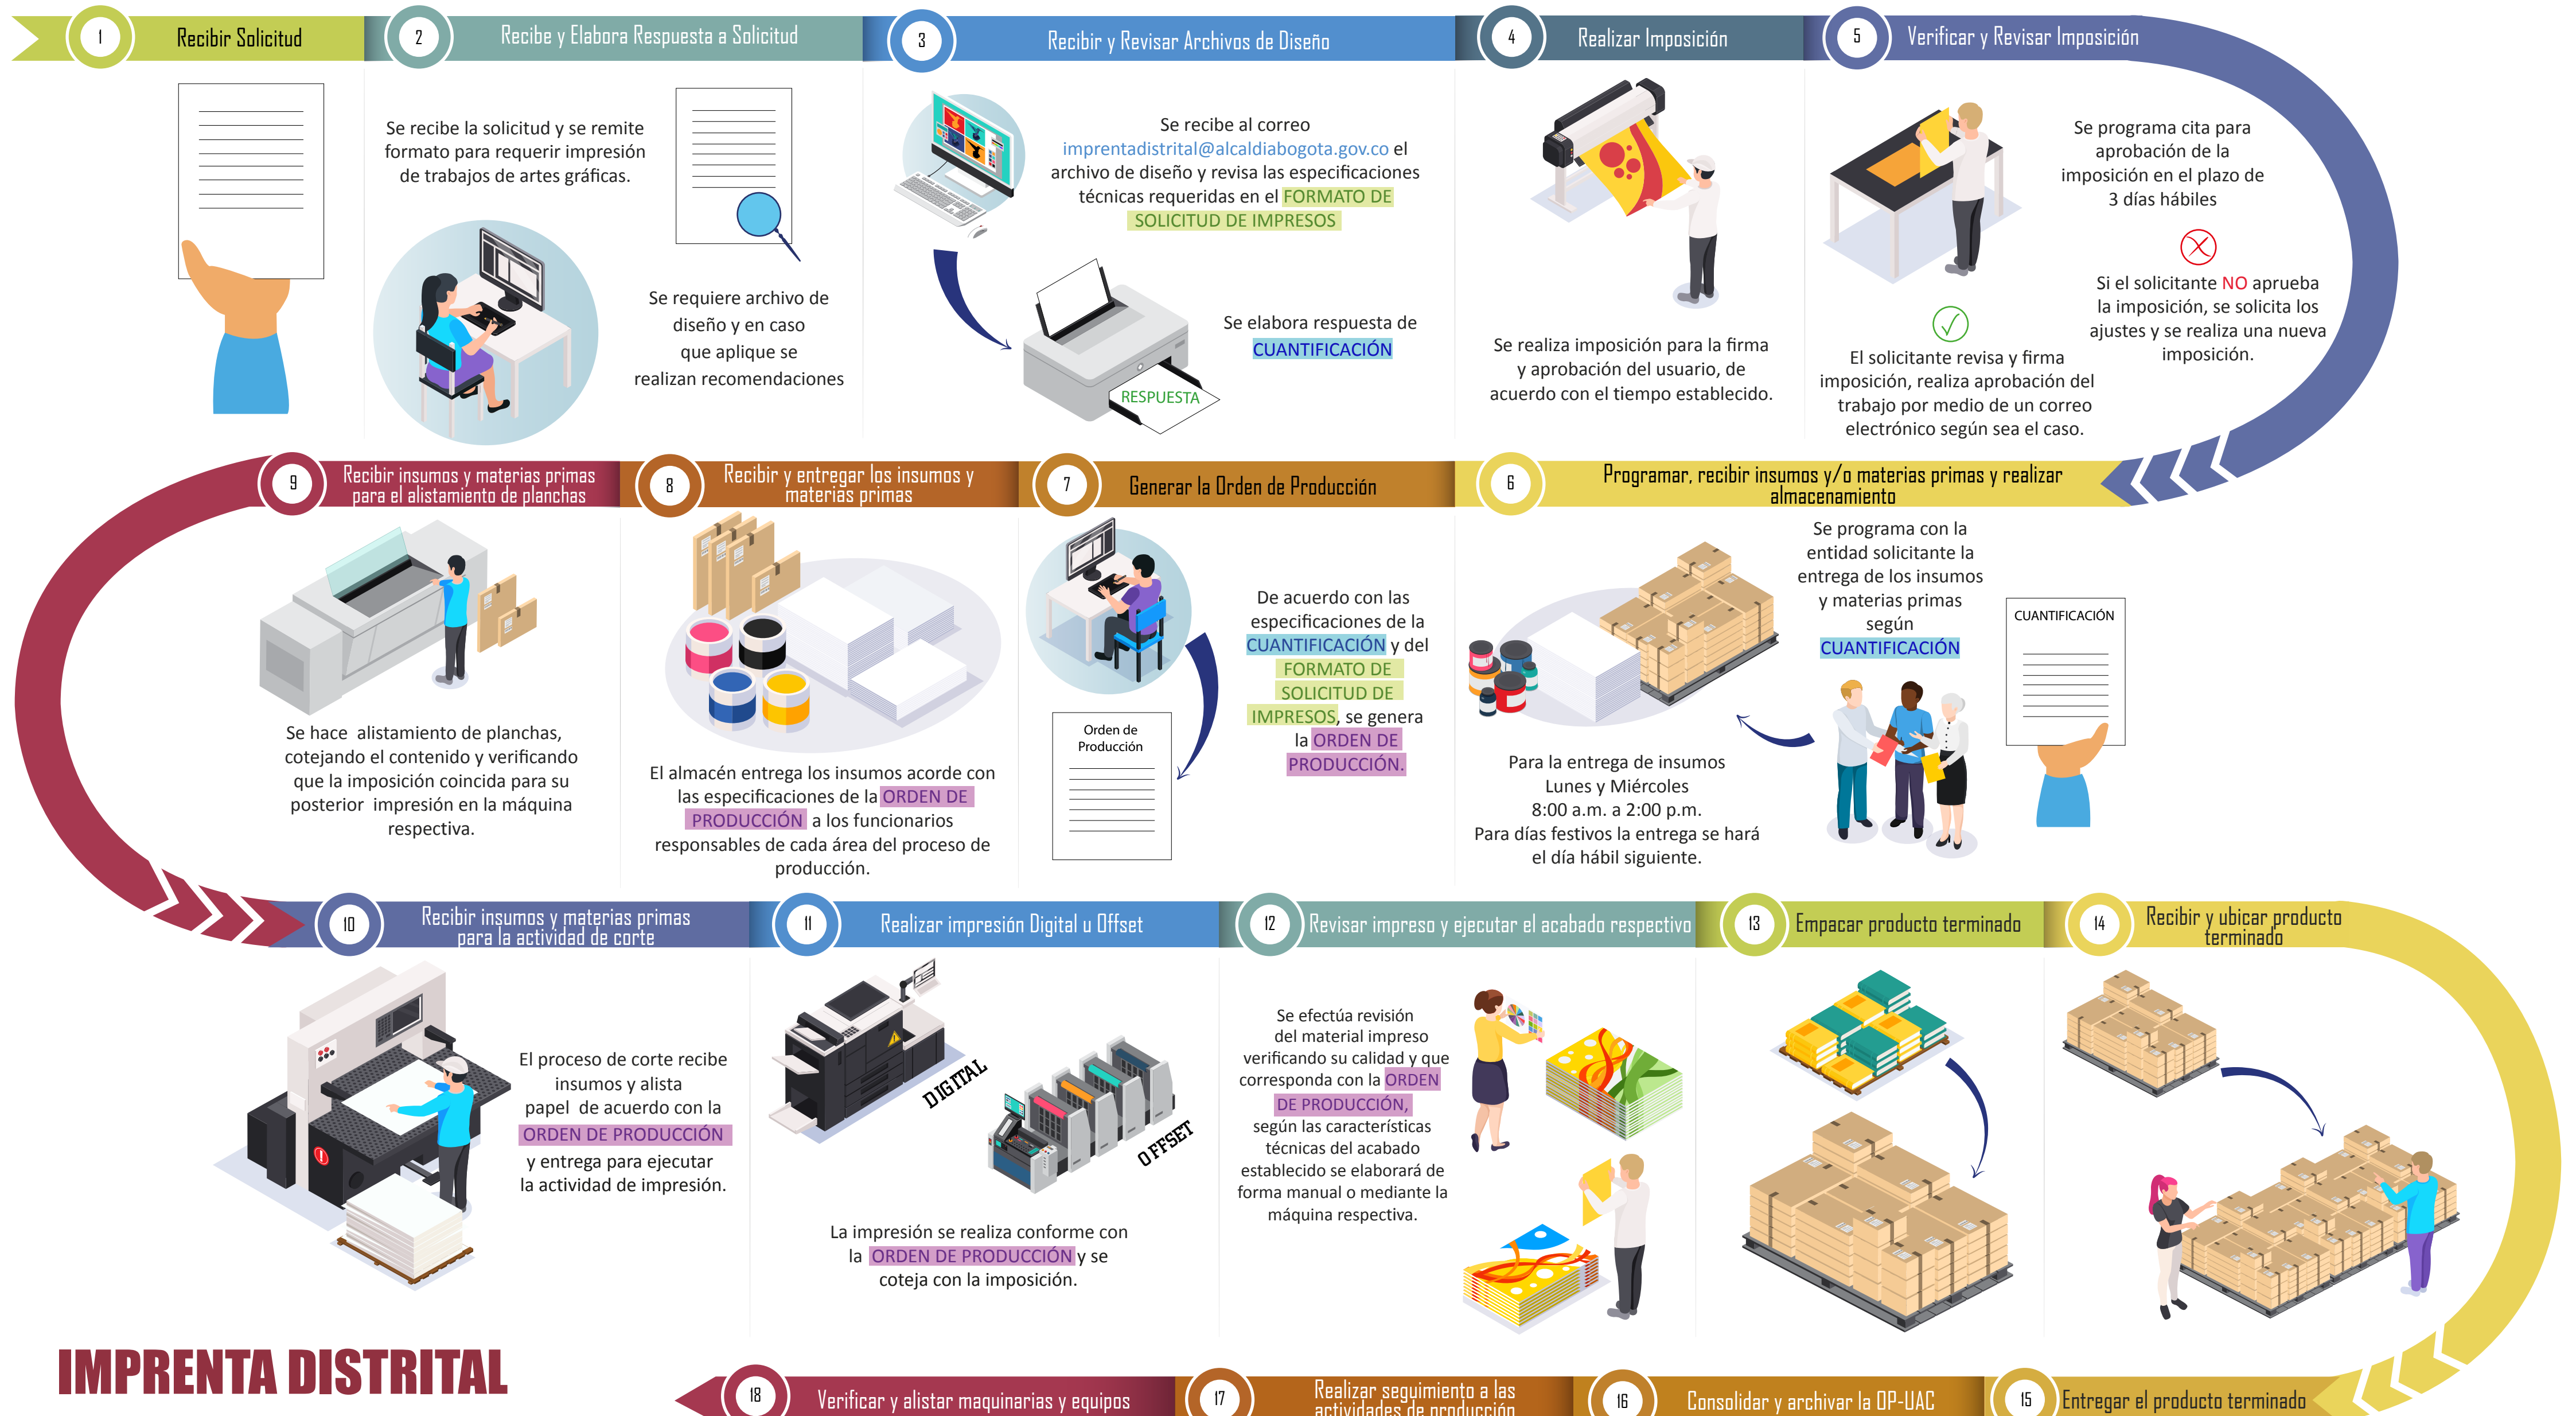 1
Recibir Solicitud
2
Recibe y Elabora Respuesta a Solicitud
Se recibe la solicitud y se remite
formato para requerir impresión
de trabajos de artes gráficas.
Se requiere archivo de
diseño y en caso
que aplique se
realizan recomendaciones
3
Recibir y Revisar Archivos de Diseño
Se recibe al correo
imprentadistrital@alcaldiabogota.gov.co el
archivo de diseño y revisa las especificaciones
técnicas requeridas en el FORMATO DE
SOLICITUD DE IMPRESOS
Se elabora respuesta de
CUANTIFICACIÓN
RESPUESTA
4
Realizar Imposición
Se realiza imposición para la firma
y aprobación del usuario, de
acuerdo con el tiempo establecido.
5
Verificar y Revisar Imposición
Se programa cita para
aprobación de la
imposición en el plazo de
3 días hábiles
Si el solicitante NO aprueba
la imposición, se solicita los
ajustes y se realiza una nueva
imposición.
El solicitante revisa y firma
imposición, realiza aprobación del
trabajo por medio de un correo
electrónico según sea el caso.
6
Programar, recibir insumos y/o materias primas y realizar
almacenamiento
Se programa con la
entidad solicitante la
entrega de los insumos
y materias primas
según
CUANTIFICACIÓN
CUANTIFICACIÓN
Para la entrega de insumos
Lunes y Miércoles
8:00 a.m. a 2:00 p.m.
Para días festivos la entrega se hará
el día hábil siguiente.
7
Generar la Orden de Producción
De acuerdo con las
especificaciones de la
CUANTIFICACIÓN y del
FORMATO DE
SOLICITUD DE
IMPRESOS, se genera
la ORDEN DE
PRODUCCIÓN.
Orden de
Producción
8
Recibir y entregar los insumos y
materias primas
El almacén entrega los insumos acorde con
las especificaciones de la ORDEN DE
PRODUCCIÓN a los funcionarios
responsables de cada área del proceso de
producción.
9
Recibir insumos y materias primas
para el alistamiento de planchas
Se hace alistamiento de planchas,
cotejando el contenido y verificando
que la imposición coincida para su
posterior impresión en la máquina
respectiva.
10
Recibir insumos y materias primas
para la actividad de corte
El proceso de corte recibe
insumos y alista
papel de acuerdo con la
ORDEN DE PRODUCCIÓN
y entrega para ejecutar
la actividad de impresión.
11
Realizar impresión Digital u Offset
DIGITAL
OFFSET
La impresión se realiza conforme con
la ORDEN DE PRODUCCIÓN y se
coteja con la imposición.
12
Revisar impreso y ejecutar el acabado respectivo
Se efectúa revisión
del material impreso
verificando su calidad y que
corresponda con la ORDEN
DE PRODUCCIÓN,
según las características
técnicas del acabado
establecido se elaborará de
forma manual o mediante la
máquina respectiva.
13
Empacar producto terminado
14
Recibir y ubicar producto
terminado
15
Entregar el producto terminado
16
Consolidar y archivar la OP-UAC
17
Realizar seguimiento a las
actividades de producción
18
Verificar y alistar maquinarias y equipos
IMPRENTA DISTRITAL